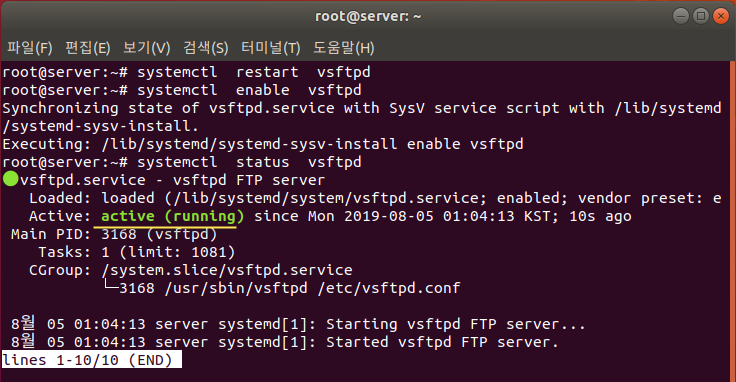 root@server: ~
파일(F) 편집(E) 보기(V) 검색(S) 터미널(T) 도움말(H)
root@server:~# systemctl  restart  vsftpd
root@server:~# systemctl  enable  vsftpd
Synchronizing state of vsftpd.service with SysV service script with /lib/systemd
/systemd-sysv-install.
Executing: /lib/systemd/systemd-sysv-install enable vsftpd
root@server:~# systemctl  status  vsftpd
●vsftpd.service - vsftpd FTP server
   Loaded: loaded (/lib/systemd/system/vsftpd.service; enabled; vendor preset: e
   Active: active (running) since Mon 2019-08-05 01:04:13 KST; 10s ago
 Main PID: 3168 (vsftpd)
    Tasks: 1 (limit: 1081)
   CGroup: /system.slice/vsftpd.service
           └─3168 /usr/sbin/vsftpd /etc/vsftpd.conf
 8월 05 01:04:13 server systemd[1]: Starting vsftpd FTP server...
 8월 05 01:04:13 server systemd[1]: Started vsftpd FTP server.
lines 1-10/10 (END)